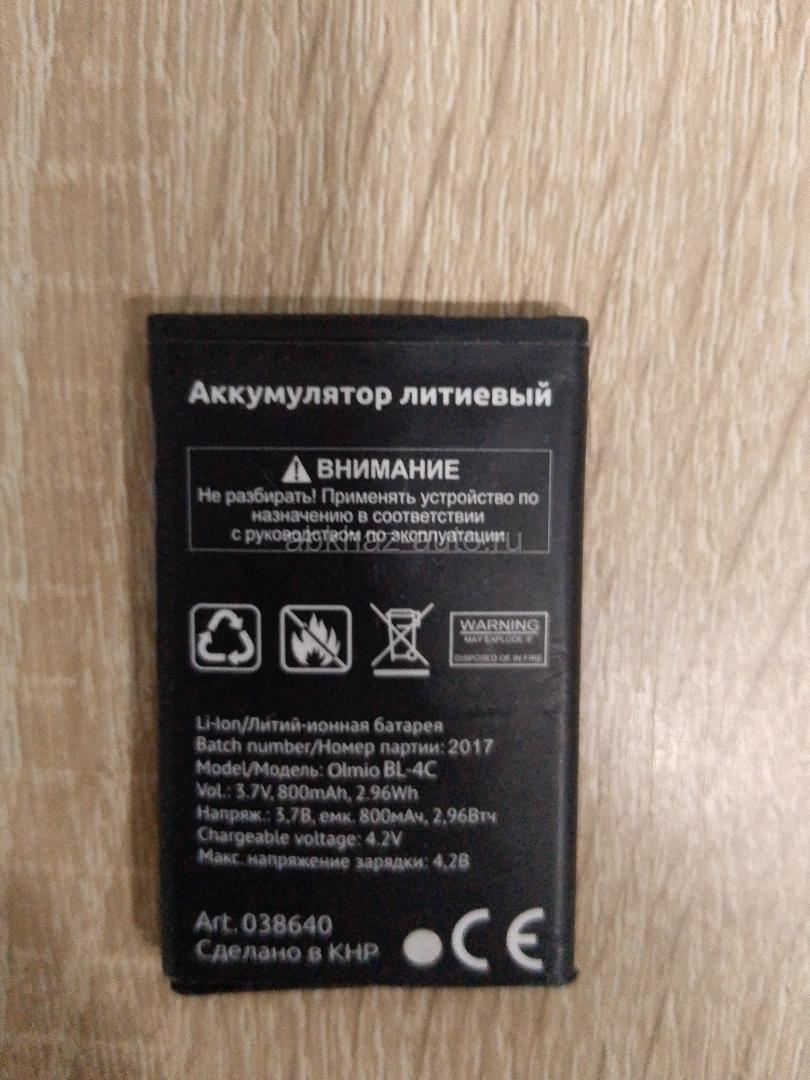 Аккумулятор литиевый
ВНИМАНИЕ
Не разбирать! Применять устройство по
назначению в соответствии
с руководством по эксплуатации
abkhaz-auto.ru
WARNING
MAY EXPLODE IF
DISPOSED OF IN FIRE
Li-Ion/Литий-ионная батарея
Batch number/Номер партии: 2017
Model/Модель: Olmio BL-4C
Vol.: 3.7V, 800mAh, 2.96Wh
Напряж.: 3,7В, емк. 800мАч, 2,96Втч
Chargeable voltage: 4.2V
Макс. напряжение зарядки: 4,2В
Art. 038640
Сделано в КНР
CE